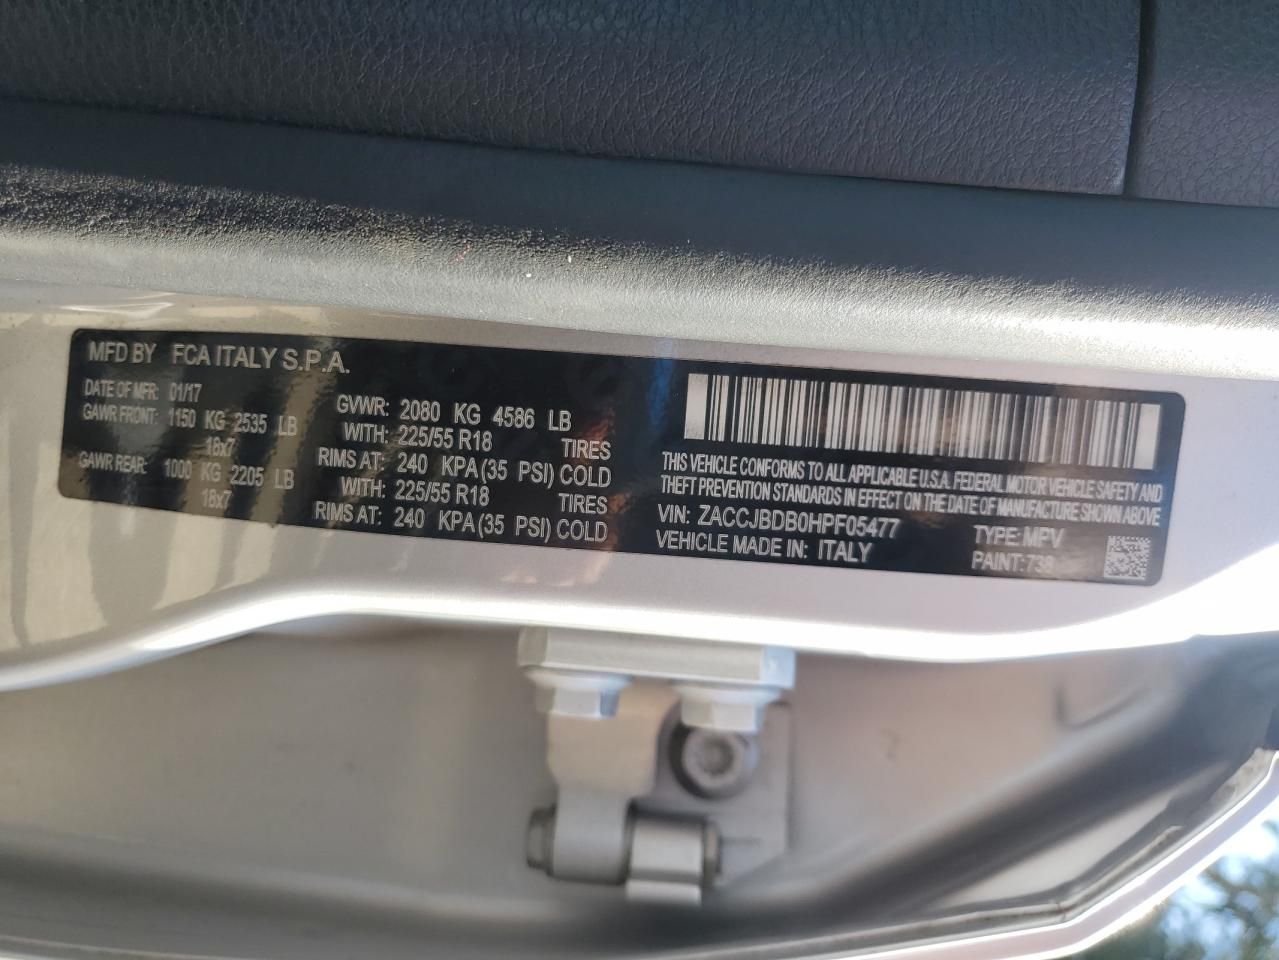 MFD BY FCA ITALY S.P.A.
DATE OF MFR: 01/17
GAWR FRONT: 1150 KG 2535 LB
18x7
GAWR REAR: 1000 KG 2205 LB
18x7
GVWR: 2080 KG 4586 LB
WITH: 225/55 R18 TIRES
RIMS AT: 240 KPA (35 PSI) COLD
WITH: 225/55 R18 TIRES
RIMS AT: 240 KPA (35 PSI) COLD
THIS VEHICLE CONFORMS TO ALL APPLICABLE U.S.A. FEDERAL MOTOR VEHICLE SAFETY AND
THEFT PREVENTION STANDARDS IN EFFECT ON THE DATE OF MANUFACTURE SHOWN ABOVE
VIN: ZACCJBDB0HPF05477 TYPE: MPV
VEHICLE MADE IN: ITALY PAINT: 738